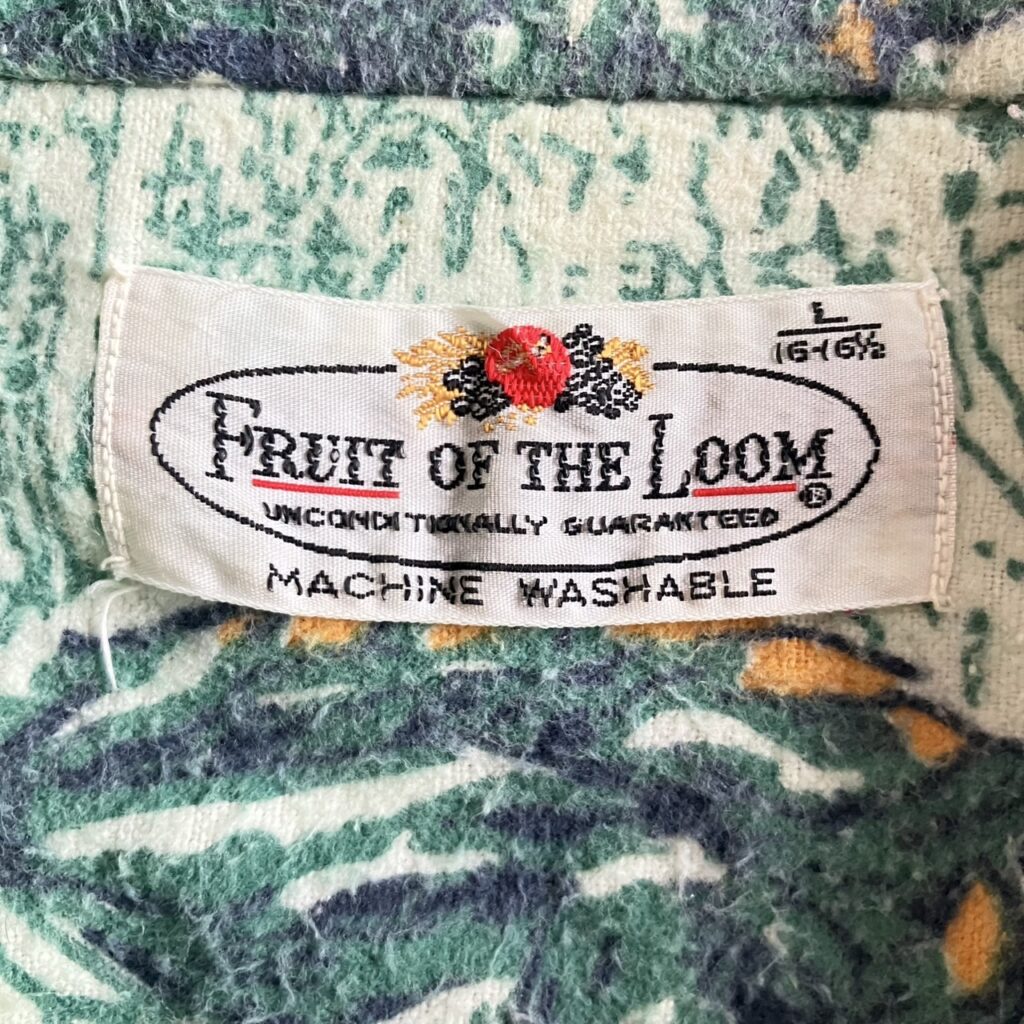 L
16-16½
FRUIT OF THE LOOM®
UNCONDITIONALLY GUARANTEED
MACHINE WASHABLE